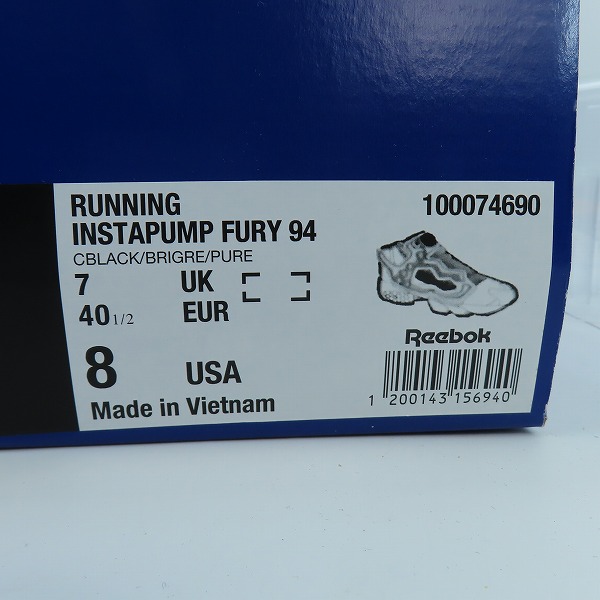 RUNNING 100074690
INSTAPUMP FURY 94
CBLACK/BRIGRE/PURE
7 UK
40 1/2 EUR
Reebok
8 USA
Made in Vietnam
1 200143 156940